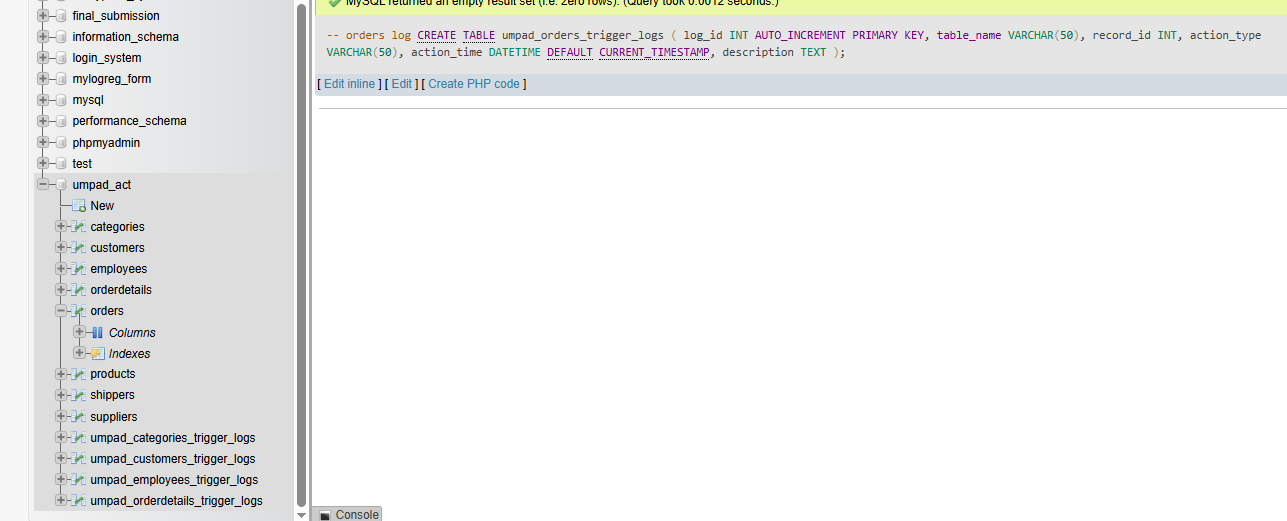 final_submission
information_schema
login_system
mylogreg_form
mysql
performance_schema
phpmyadmin
test
umpad_act
New
categories
customers
employees
orderdetails
orders
Columns
Indexes
products
shippers
suppliers
umpad_categories_trigger_logs
umpad_customers_trigger_logs
umpad_employees_trigger_logs
umpad_orderdetails_trigger_logs
MySQL returned an empty result set (i.e. zero rows). (Query took 0.0012 seconds.)
-- orders log CREATE TABLE umpad_orders_trigger_logs ( log_id INT AUTO_INCREMENT PRIMARY KEY, table_name VARCHAR(50), record_id INT, action_type
VARCHAR(50), action_time DATETIME DEFAULT CURRENT_TIMESTAMP, description TEXT );
[ Edit inline ] [ Edit ] [ Create PHP code ]
Console